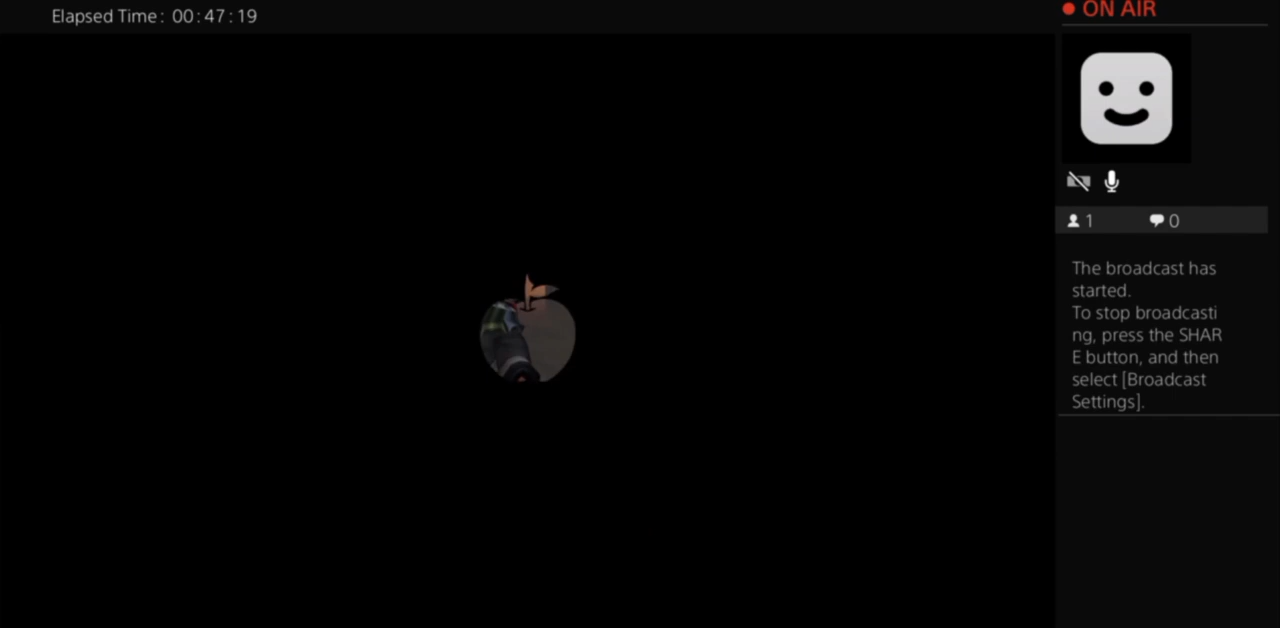 Elapsed Time: 00:47:19
ON AIR
1
0
The broadcast has
started.
To stop broadcasti
ng, press the SHAR
E button, and then
select [Broadcast
Settings].